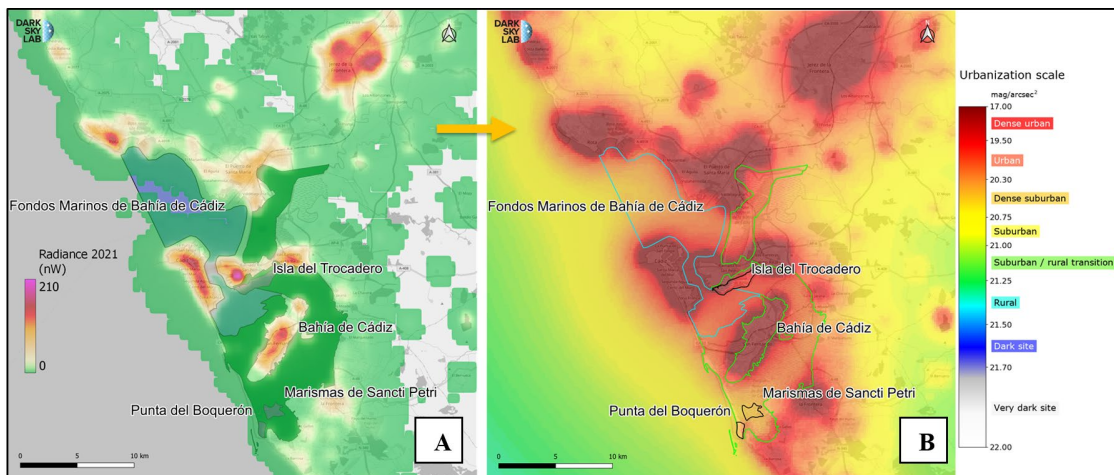 DARK
SKY
LAB
Fondos Marinos de Bahía de Cádiz
Radiance 2021
(nW)
210
0
Isla del Trocadero
Bahía de Cádiz
Marismas de Sancti Petri
Punta del Boquerón
0 5 10 km
A
DARK
SKY
LAB
Fondos Marinos de Bahía de Cádiz
Isla del Trocadero
Bahía de Cádiz
Marismas de Sancti Petri
Punta del Boquerón
0 5 10 km
B
Urbanization scale
mag/arcsec²
17.00
Dense urban
19.50
Urban
20.30
Dense suburban
20.75
Suburban
21.00
Suburban / rural transition
21.25
Rural
21.50
Dark site
21.70
Very dark site
22.00